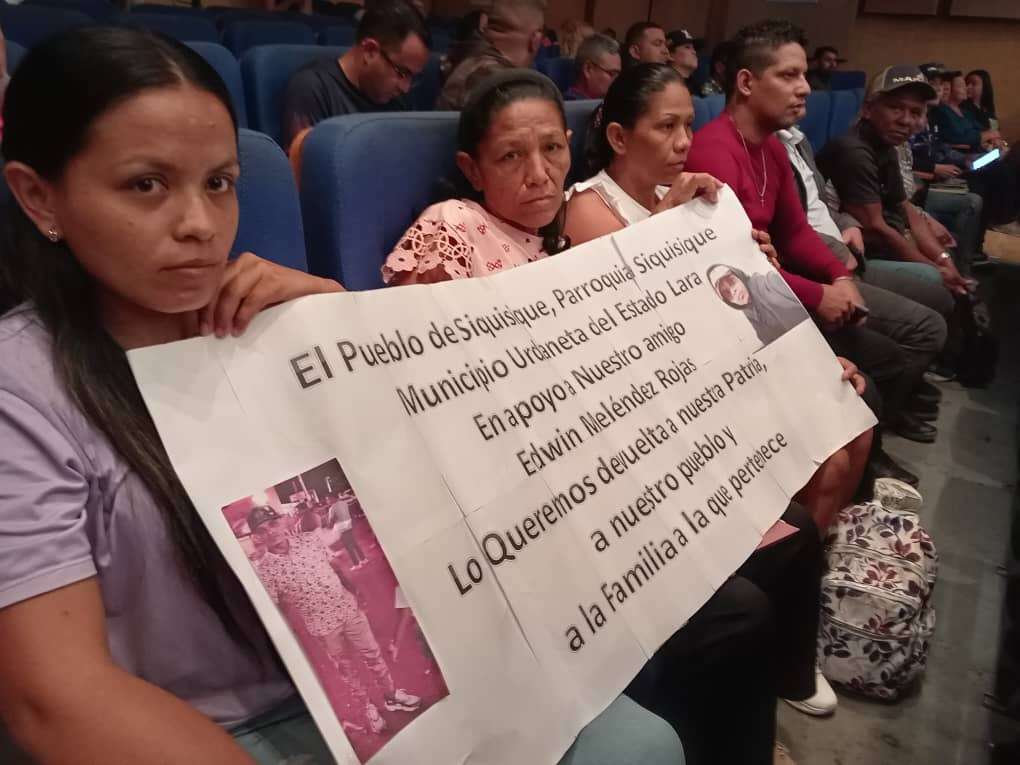 El Pueblo de Siquisique, Parroquia Siquisique
Municipio Urdaneta del Estado Lara
En apoyo a Nuestro amigo
Edwin Meléndez Rojas
Lo Queremos devuelta a nuestra Patria,
a nuestro pueblo y
a la Familia a la que pertenece